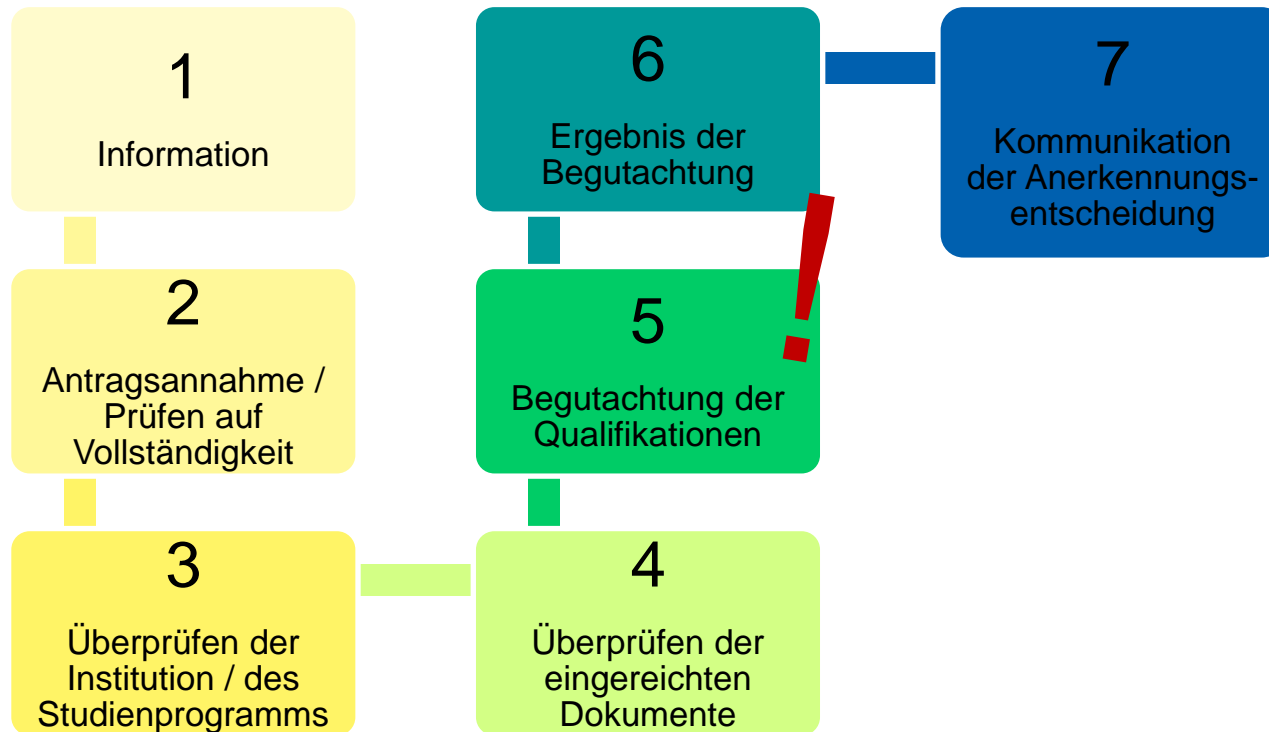 1
Information
2
Antragsannahme /
Prüfen auf
Vollständigkeit
3
Überprüfen der
Institution / des
Studienprogramms
4
Überprüfen der
eingereichten
Dokumente
5
Begutachtung der
Qualifikationen
!
6
Ergebnis der
Begutachtung
7
Kommunikation
der Anerkennungs-
entscheidung